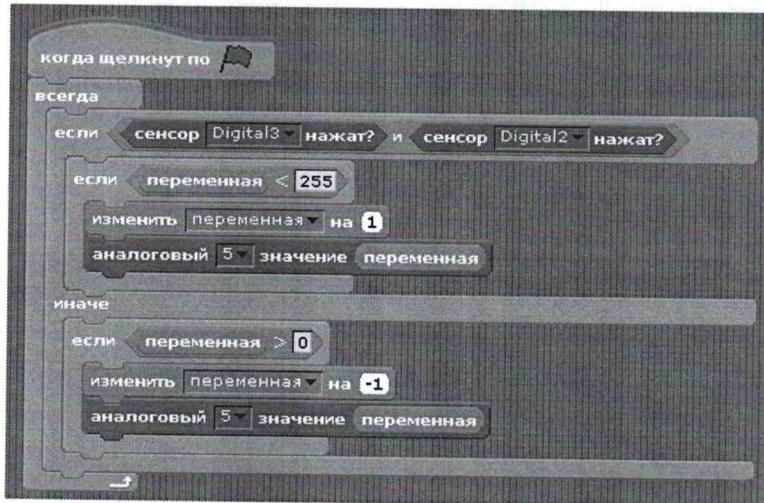 когда щелкнут по
всегда
если сенсор Digital3 нажат? и сенсор Digital2 нажат?
если переменная < 255
изменить переменная на 1
аналоговый 5 значение переменная
иначе
если переменная > 0
изменить переменная на -1
аналоговый 5 значение переменная